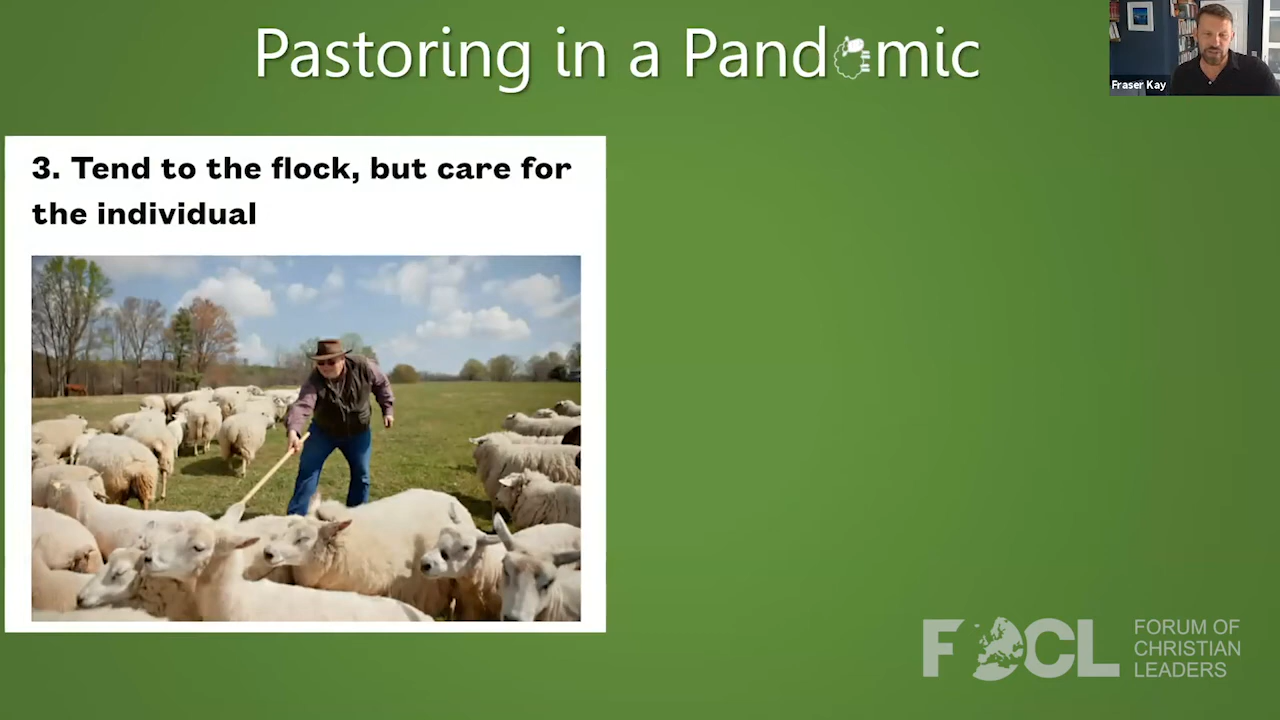 Pastoring in a Pandemic
Fraser Kay
3. Tend to the flock, but care for
the individual
FOCL
FORUM OF
CHRISTIAN
LEADERS